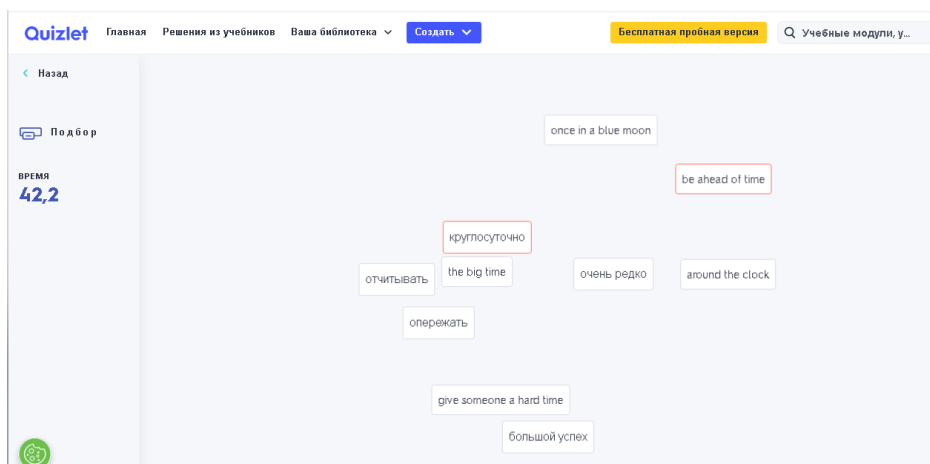 Quizlet Главная Решения из учебников Ваша библиотека Создать Бесплатная пробная версия Учебные модули, у...
Назад
once in a blue moon
Подбор
be ahead of time
ВРЕМЯ
42,2
круглосуточно
the big time
очень редко
around the clock
отчитывать
опережать
give someone a hard time
большой успех